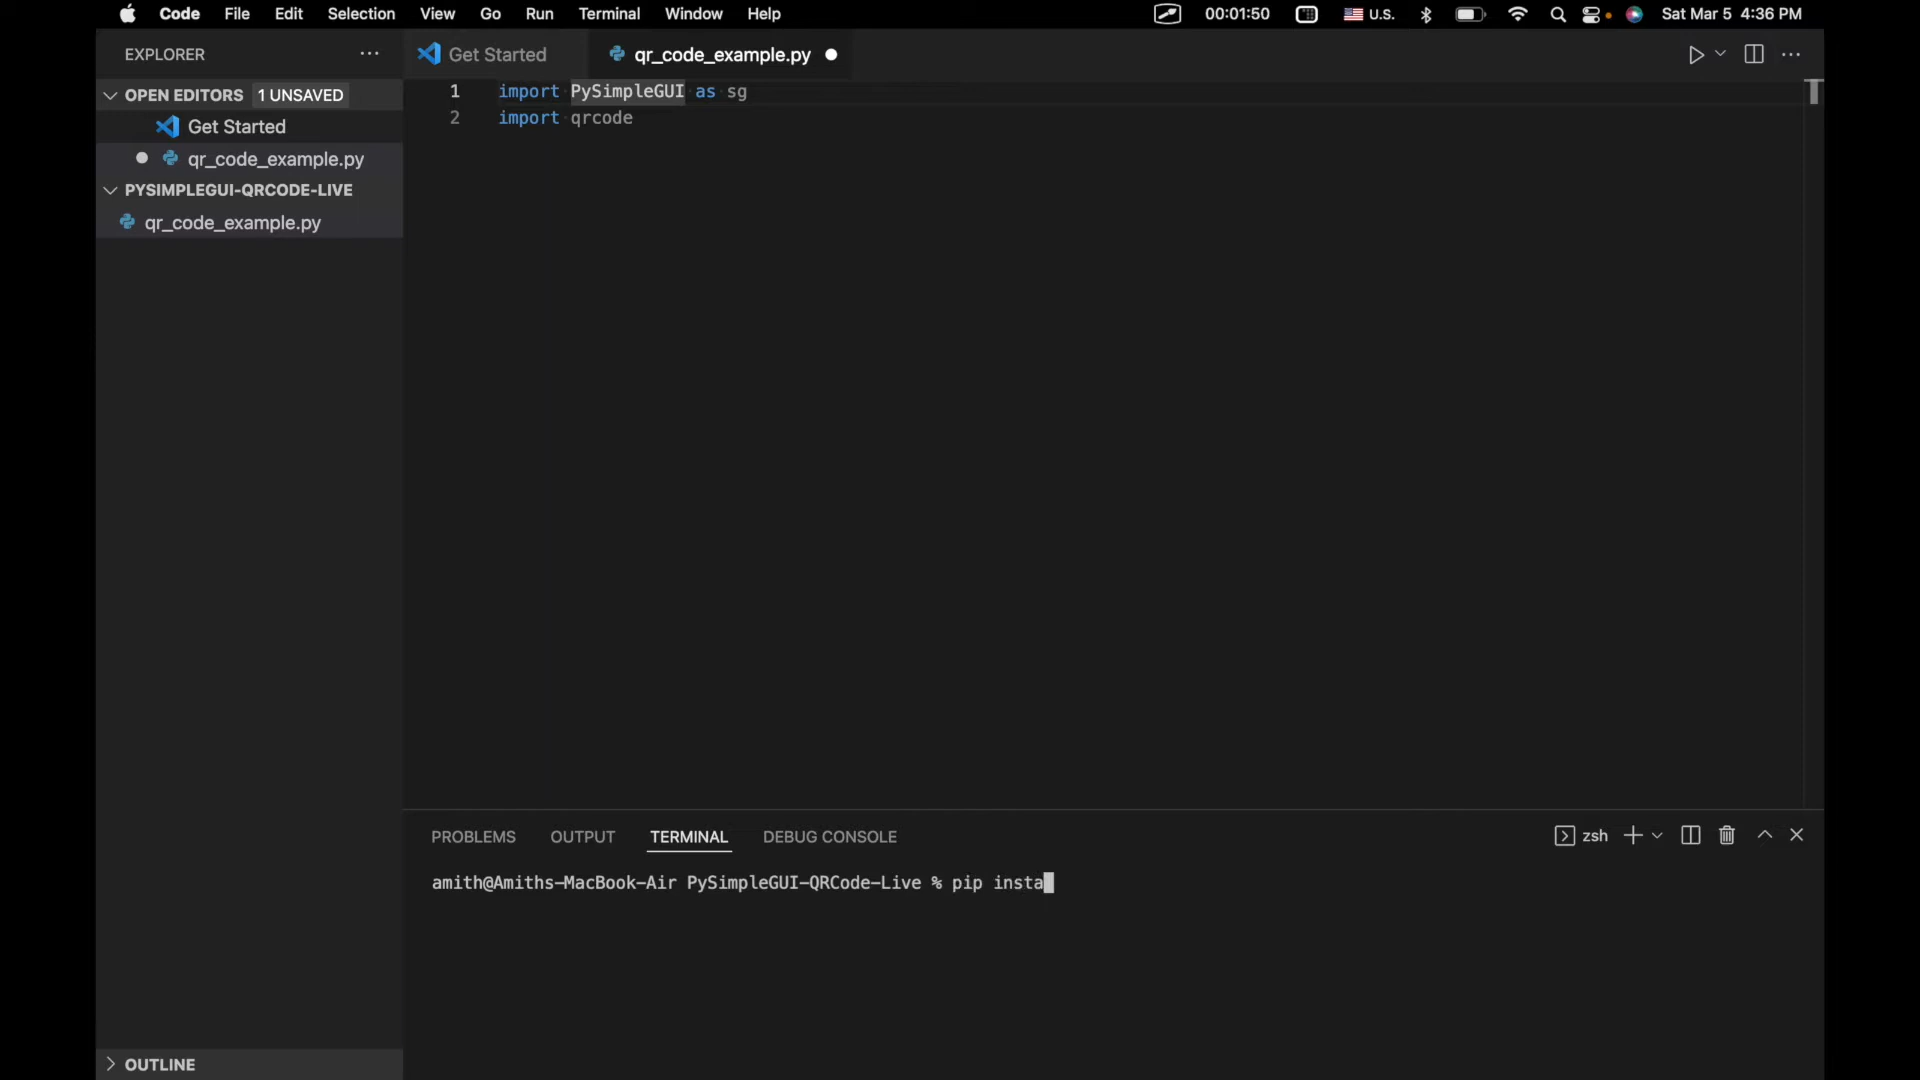 Code File Edit Selection View Go Run Terminal Window Help 00:01:50 U.S. Sat Mar 5 4:36 PM
EXPLORER
OPEN EDITORS 1 UNSAVED
Get Started
qr_code_example.py
PYSIMPLEGUI-QRCODE-LIVE
qr_code_example.py
OUTLINE
Get Started qr_code_example.py
1 import PySimpleGUI as sg
2 import qrcode
PROBLEMS OUTPUT TERMINAL DEBUG CONSOLE zsh
amith@Amiths-MacBook-Air PySimpleGUI-QRCode-Live % pip insta